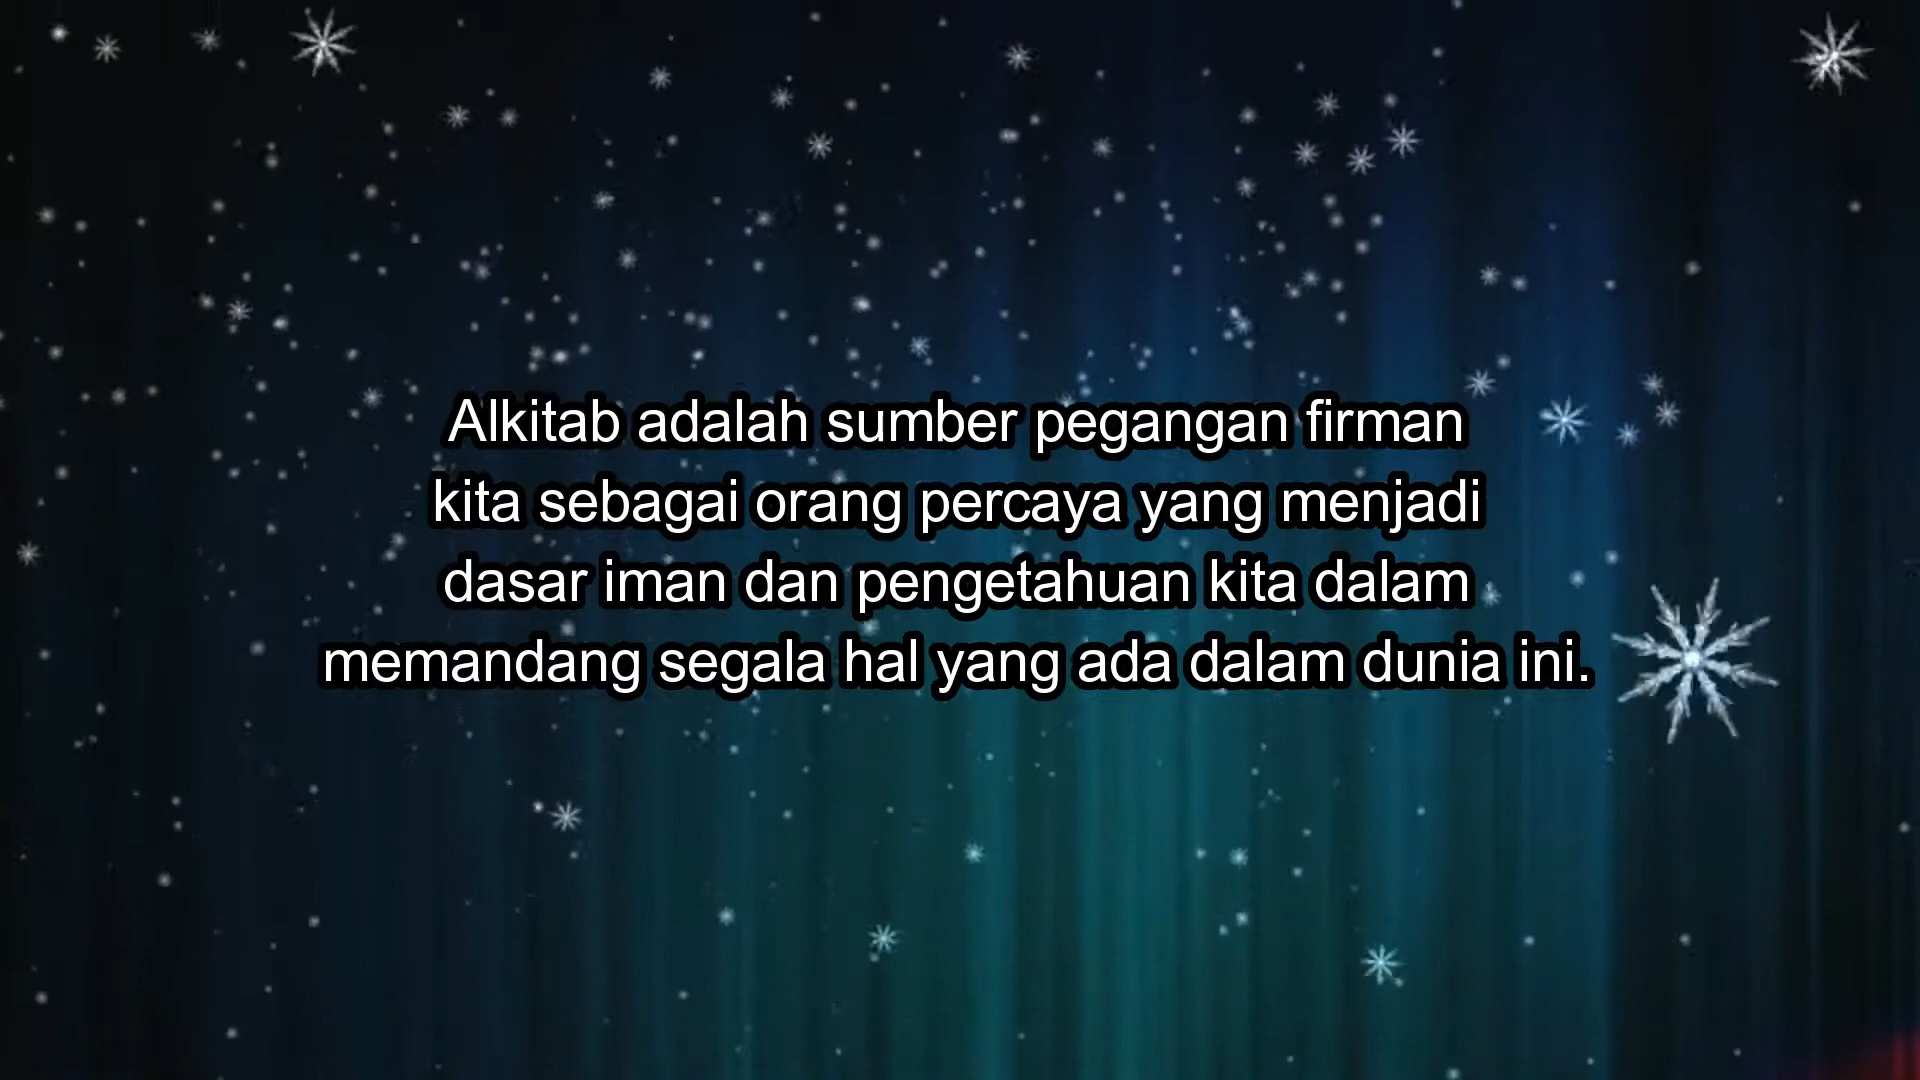 Alkitab adalah sumber pegangan firman
kita sebagai orang percaya yang menjadi
dasar iman dan pengetahuan kita dalam
memandang segala hal yang ada dalam dunia ini.